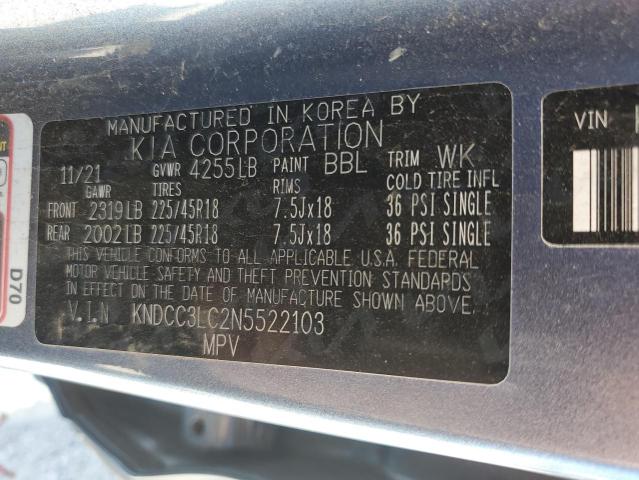 MANUFACTURED IN KOREA BY
KIA CORPORATION
11/21 GVWR 4255LB PAINT BBL TRIM WK
GAWR TIRES RIMS COLD TIRE INFL
FRONT 2319LB 225/45R18 7.5Jx18 36 PSI SINGLE
REAR 2002LB 225/45R18 7.5Jx18 36 PSI SINGLE
THIS VEHICLE CONFORMS TO ALL APPLICABLE U.S.A. FEDERAL
MOTOR VEHICLE SAFETY AND THEFT PREVENTION STANDARDS
IN EFFECT ON THE DATE OF MANUFACTURE SHOWN ABOVE.
V.I.N KNDCC3LC2N5522103
MPV
D70
VIN